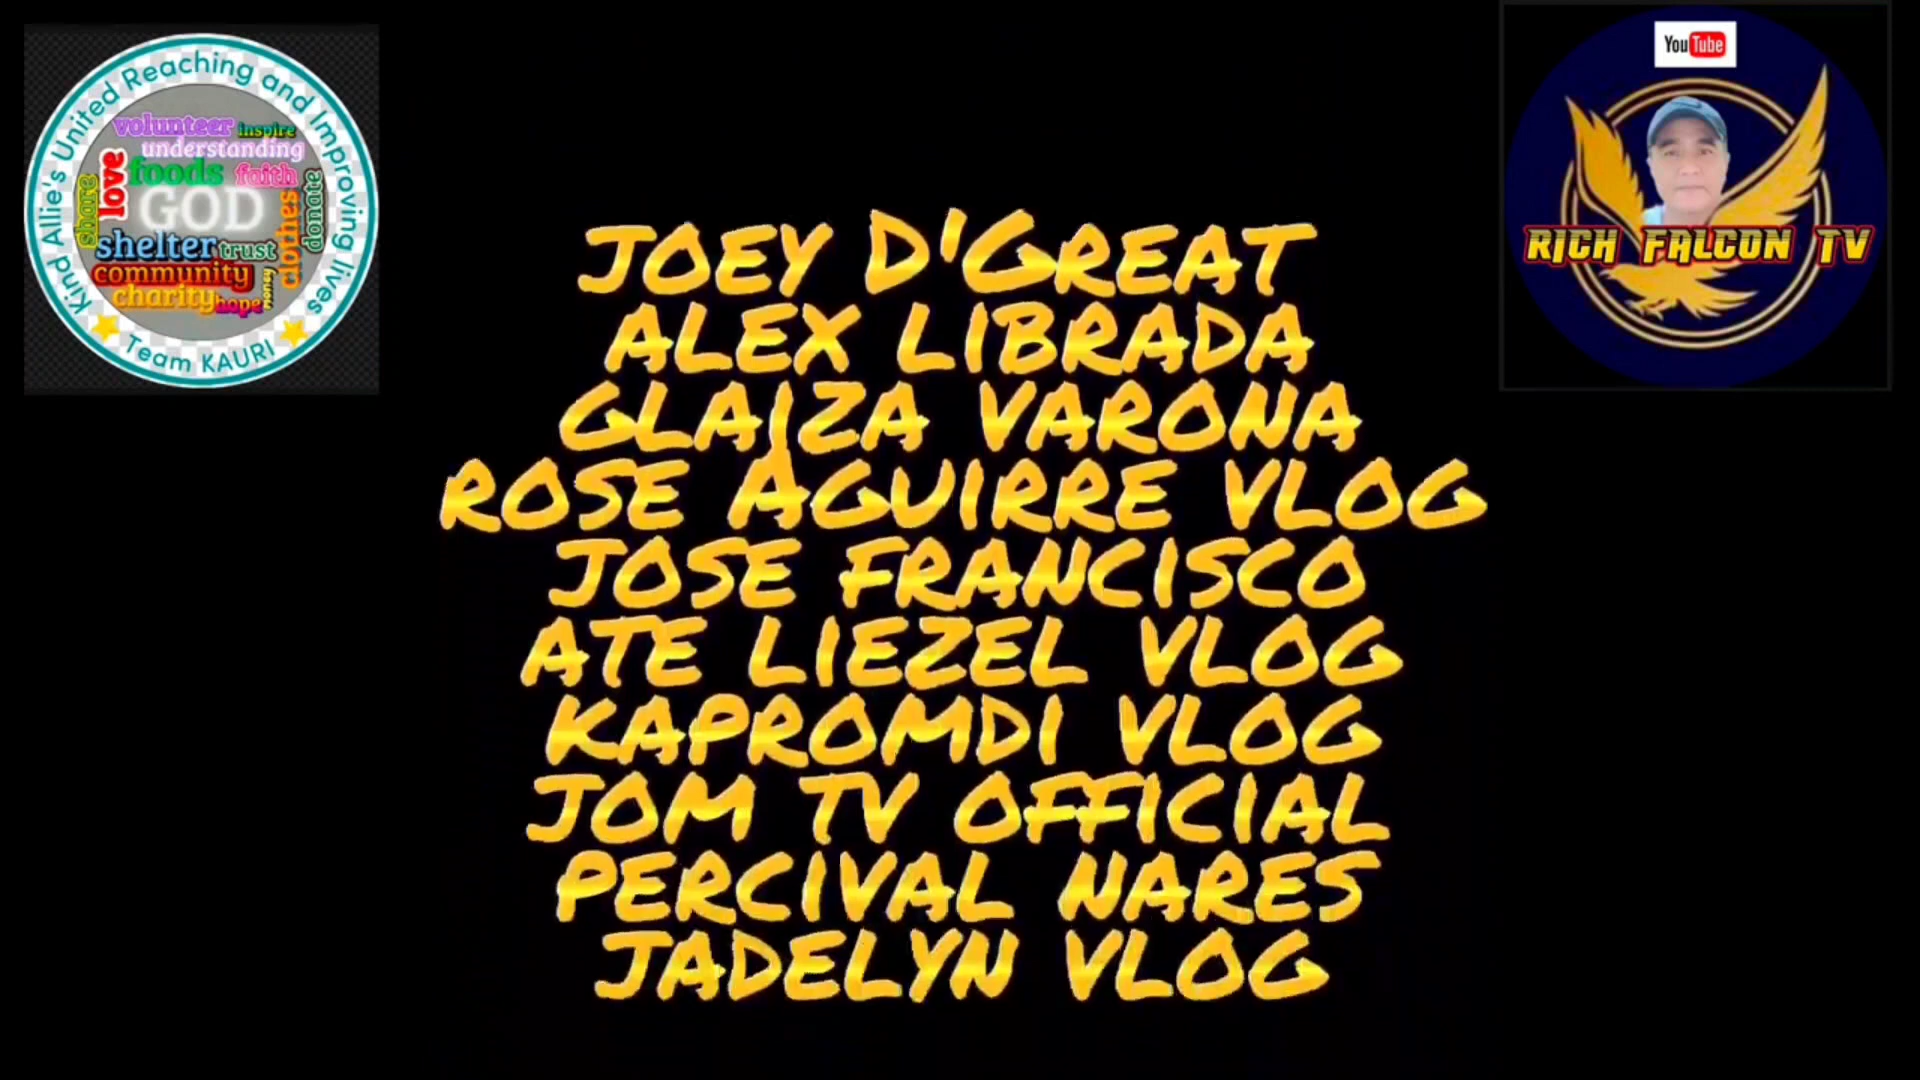 Kind Allie's United Reaching and Improving lives
volunteer inspire
understanding
love foods faith
share GOD clothes donate
shelter trust
community money
charity hope
Team KAURI
YouTube
RICH FALCON TV
JOEY D'GREAT
ALEX LIBRADA
GLAIZA VARONA
ROSE AGUIRRE VLOG
JOSE FRANCISCO
ATE LIEZEL VLOG
KAPROMDI VLOG
JOM TV OFFICIAL
PERCIVAL NARES
JADELYN VLOG